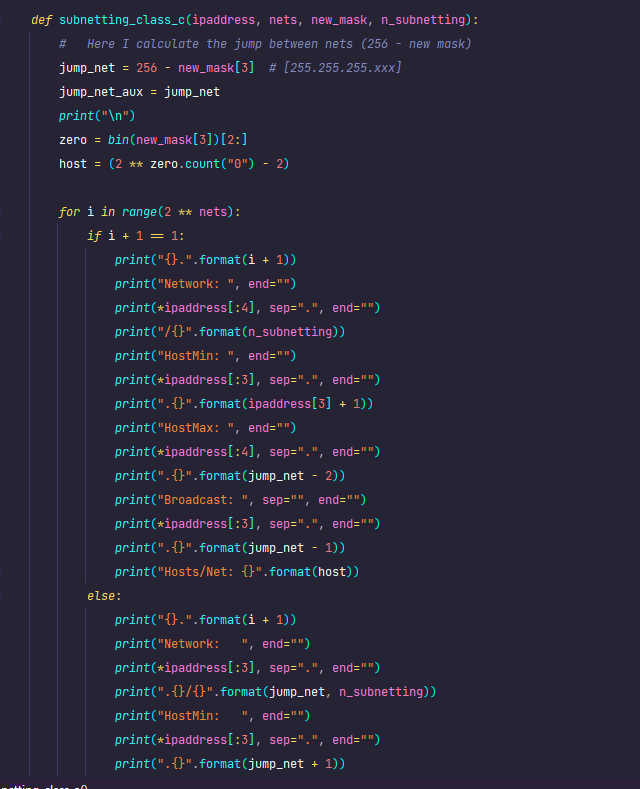 def subnetting_class_c(ipaddress, nets, new_mask, n_subnetting):
    #   Here I calculate the jump between nets (256 - new mask)
    jump_net = 256 - new_mask[3]  # [255.255.255.xxx]
    jump_net_aux = jump_net
    print("\n")
    zero = bin(new_mask[3])[2:]
    host = (2 ** zero.count("0") - 2)
    for i in range(2 ** nets):
        if i + 1 == 1:
            print("{}.".format(i + 1))
            print("Network: ", end="")
            print(*ipaddress[:4], sep=".", end="")
            print("/{}".format(n_subnetting))
            print("HostMin: ", end="")
            print(*ipaddress[:3], sep=".", end="")
            print(".{}".format(ipaddress[3] + 1))
            print("HostMax: ", end="")
            print(*ipaddress[:4], sep=".", end="")
            print(".{}".format(jump_net - 2))
            print("Broadcast: ", sep="", end="")
            print(*ipaddress[:3], sep=".", end="")
            print(".{}".format(jump_net - 1))
            print("Hosts/Net: {}".format(host))
        else:
            print("{}.".format(i + 1))
            print("Network:   ", end="")
            print(*ipaddress[:3], sep=".", end="")
            print(".{}/{}".format(jump_net, n_subnetting))
            print("HostMin:   ", end="")
            print(*ipaddress[:3], sep=".", end="")
            print(".{}".format(jump_net + 1))